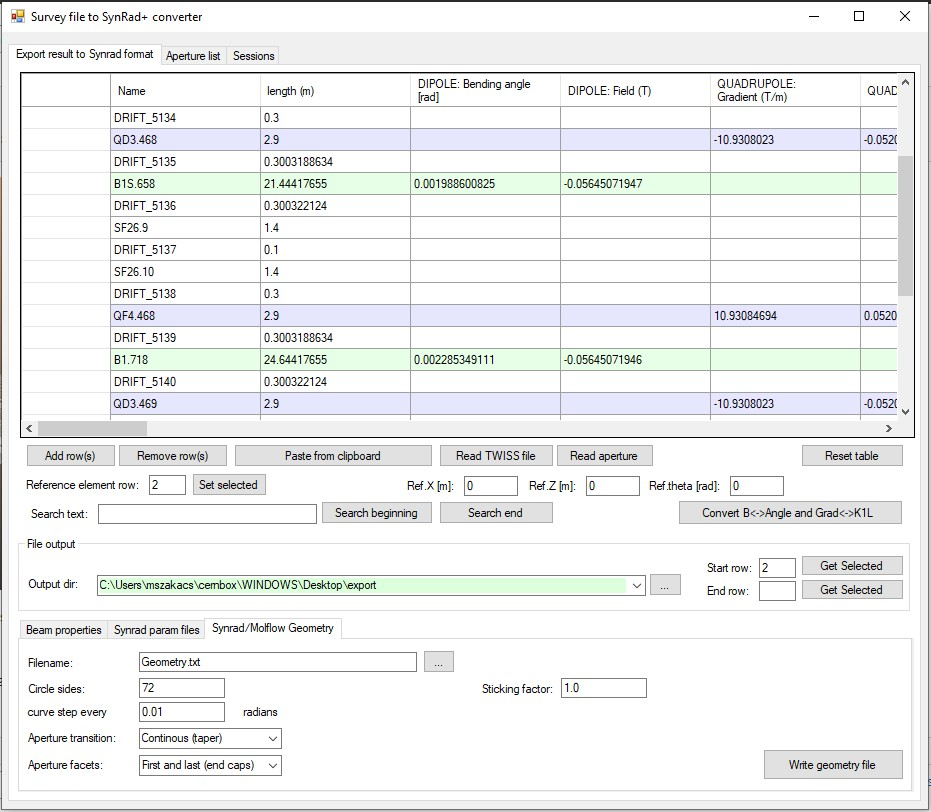 Survey file to SynRad+ converter
Export result to Synrad format Aperture list Sessions
Name length (m) DIPOLE: Bending angle [rad] DIPOLE: Field (T) QUADRUPOLE: Gradient (T/m) QUAD
DRIFT_5134 0.3
QD3.468 2.9 -10.9308023 -0.0520
DRIFT_5135 0.3003188634
B1S.658 21.44417655 0.001988600825 -0.05645071947
DRIFT_5136 0.300322124
SF26.9 1.4
DRIFT_5137 0.1
SF26.10 1.4
DRIFT_5138 0.3
QF4.468 2.9 10.93084694 0.0520
DRIFT_5139 0.3003188634
B1.718 24.64417655 0.002285349111 -0.05645071946
DRIFT_5140 0.300322124
QD3.469 2.9 -10.9308023 -0.0520
Add row(s) Remove row(s) Paste from clipboard Read TWISS file Read aperture Reset table
Reference element row: 2 Set selected Ref.X [m]: 0 Ref.Z [m]: 0 Ref.theta [rad]: 0
Search text: Search beginning Search end Convert B<->Angle and Grad<->K1L
File output
Output dir: C:\Users\mszakacs\cernbox\WINDOWS\Desktop\export ... Start row: 2 Get Selected
End row: Get Selected
Beam properties Synrad param files Synrad/Molflow Geometry
Filename: Geometry.txt ...
Circle sides: 72 Sticking factor: 1.0
curve step every 0.01 radians
Aperture transition: Continous (taper)
Aperture facets: First and last (end caps) Write geometry file